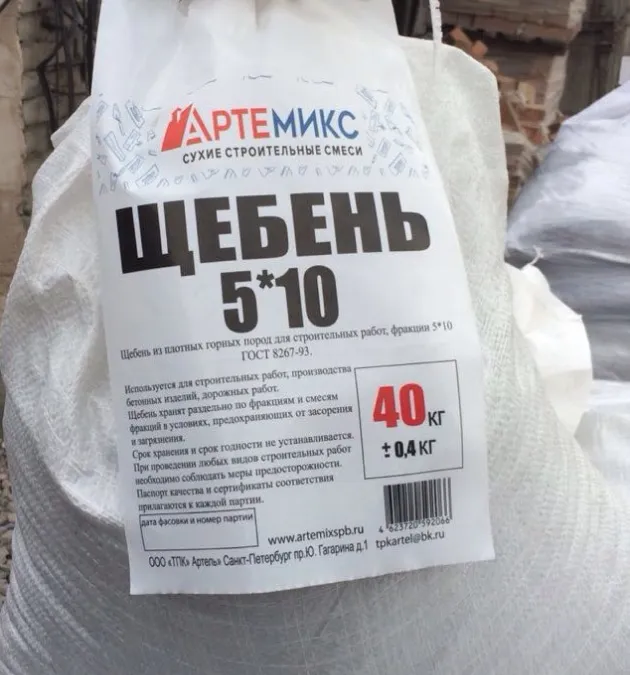 АРТЕМИКС
СУХИЕ СТРОИТЕЛЬНЫЕ СМЕСИ
ЩЕБЕНЬ
5*10
Щебень из плотных горных пород для строительных работ, фракции 5*10
ГОСТ 8267-93.
Используется для строительных работ, производства
бетонных изделий, дорожных работ.
Щебень хранят раздельно по фракциям и смесям
фракций в условиях, предохраняющих от засорения
и загрязнения.
Срок хранения и срок годности не устанавливается.
При проведении любых видов строительных работ
необходимо соблюдать меры предосторожности.
Паспорт качества и сертификаты соответствия
прилагаются к каждой партии.
40 КГ
± 0,4 КГ
дата фасовки и номер партии
4 623720 592066
www.artemixspb.ru
tpkartel@bk.ru
ООО «ТПК» Артель» Санкт-Петербург пр.Ю. Гагарина д.1